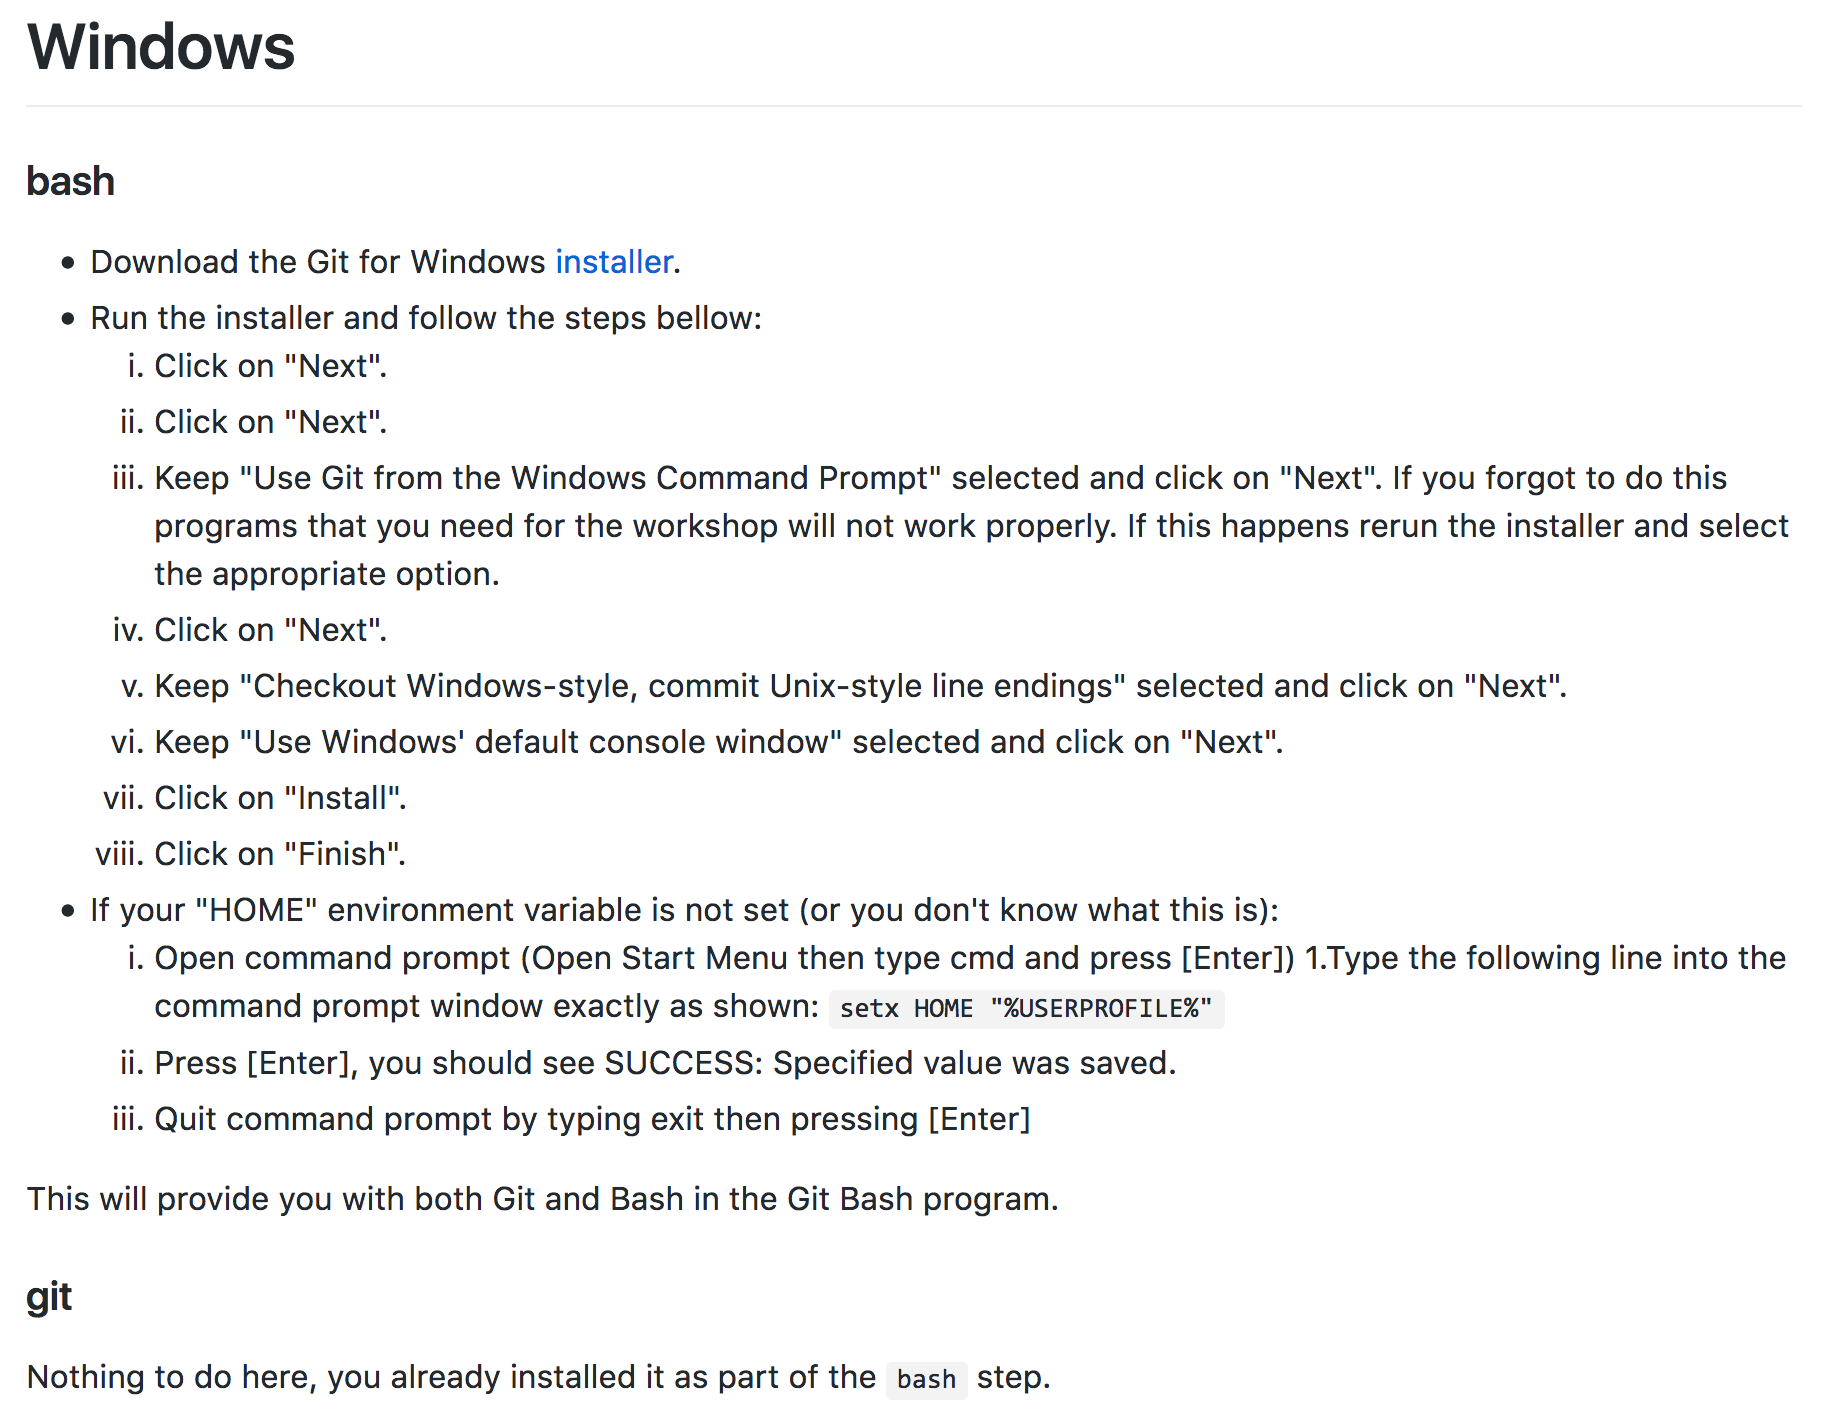 Windows
bash
• Download the Git for Windows installer.
• Run the installer and follow the steps bellow:
i. Click on "Next".
ii. Click on "Next".
iii. Keep "Use Git from the Windows Command Prompt" selected and click on "Next". If you forgot to do this
programs that you need for the workshop will not work properly. If this happens rerun the installer and select
the appropriate option.
iv. Click on "Next".
v. Keep "Checkout Windows-style, commit Unix-style line endings" selected and click on "Next".
vi. Keep "Use Windows' default console window" selected and click on "Next".
vii. Click on "Install".
viii. Click on "Finish".
• If your "HOME" environment variable is not set (or you don't know what this is):
i. Open command prompt (Open Start Menu then type cmd and press [Enter]) 1.Type the following line into the
command prompt window exactly as shown: setx HOME "%USERPROFILE%"
ii. Press [Enter], you should see SUCCESS: Specified value was saved.
iii. Quit command prompt by typing exit then pressing [Enter]
This will provide you with both Git and Bash in the Git Bash program.
git
Nothing to do here, you already installed it as part of the bash step.